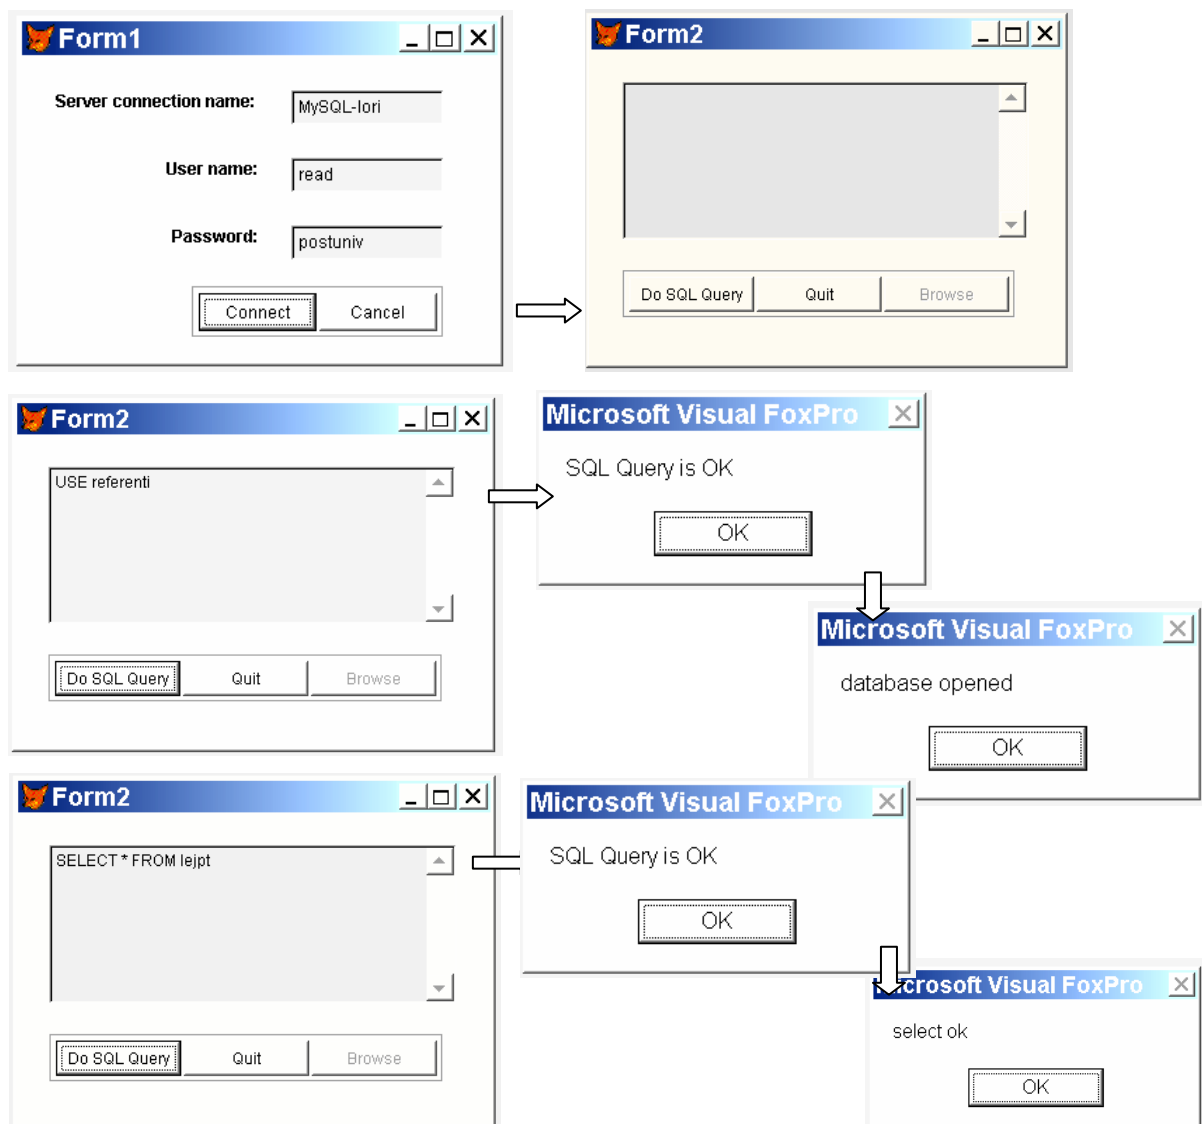 Form1
Server connection name: MySQL-lori
User name: read
Password: postuniv
Connect Cancel
Form2
Do SQL Query Quit Browse
Form2
USE referenti
Do SQL Query Quit Browse
Microsoft Visual FoxPro
SQL Query is OK
OK
Microsoft Visual FoxPro
database opened
OK
Form2
SELECT * FROM lejpt
Do SQL Query Quit Browse
Microsoft Visual FoxPro
SQL Query is OK
OK
Microsoft Visual FoxPro
select ok
OK